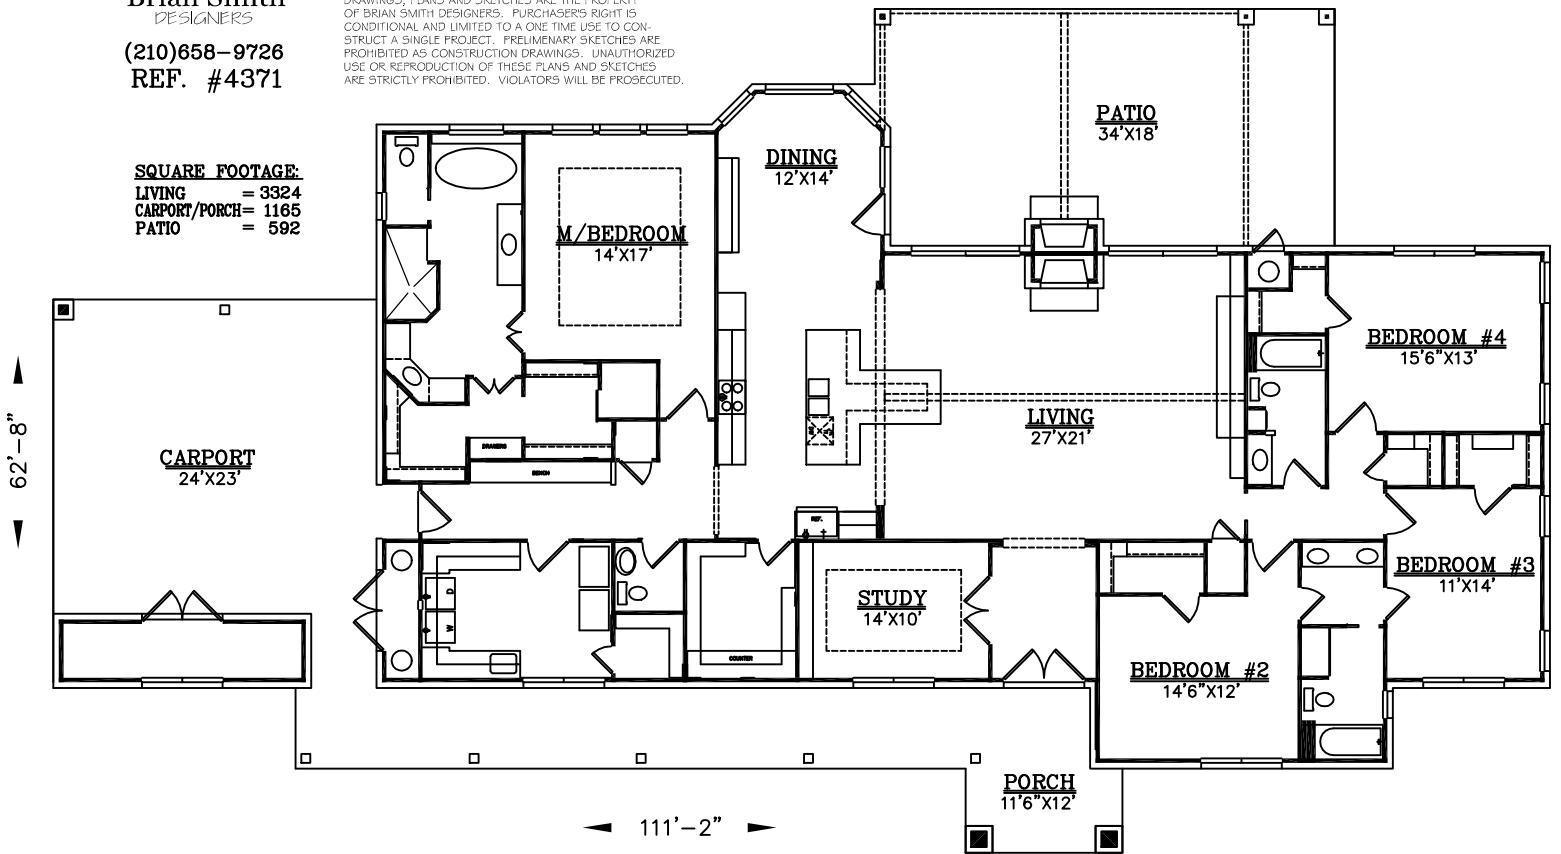 Brian Smith
DESIGNERS
(210)658-9726
REF. #4371
DRAWINGS, PLANS AND SKETCHES ARE THE PROPERTY
OF BRIAN SMITH DESIGNERS. PURCHASER'S RIGHT IS
CONDITIONAL AND LIMITED TO A ONE TIME USE TO CON-
STRUCT A SINGLE PROJECT. PRELIMENARY SKETCHES ARE
PROHIBITED AS CONSTRUCTION DRAWINGS. UNAUTHORIZED
USE OR REPRODUCTION OF THESE PLANS AND SKETCHES
ARE STRICTLY PROHIBITED. VIOLATORS WILL BE PROSECUTED.
SQUARE FOOTAGE:
LIVING = 3324
CARPORT/PORCH= 1165
PATIO = 592
PATIO
34'X18'
DINING
12'X14'
M/BEDROOM
14'X17'
BEDROOM #4
15'6"X13'
LIVING
27'X21'
CARPORT
24'X23'
62'-8"
DRAWERS
BENCH
REF.
D
W
COUNTER
STUDY
14'X10'
BEDROOM #3
11'X14'
BEDROOM #2
14'6"X12'
PORCH
11'6"X12'
111'-2"